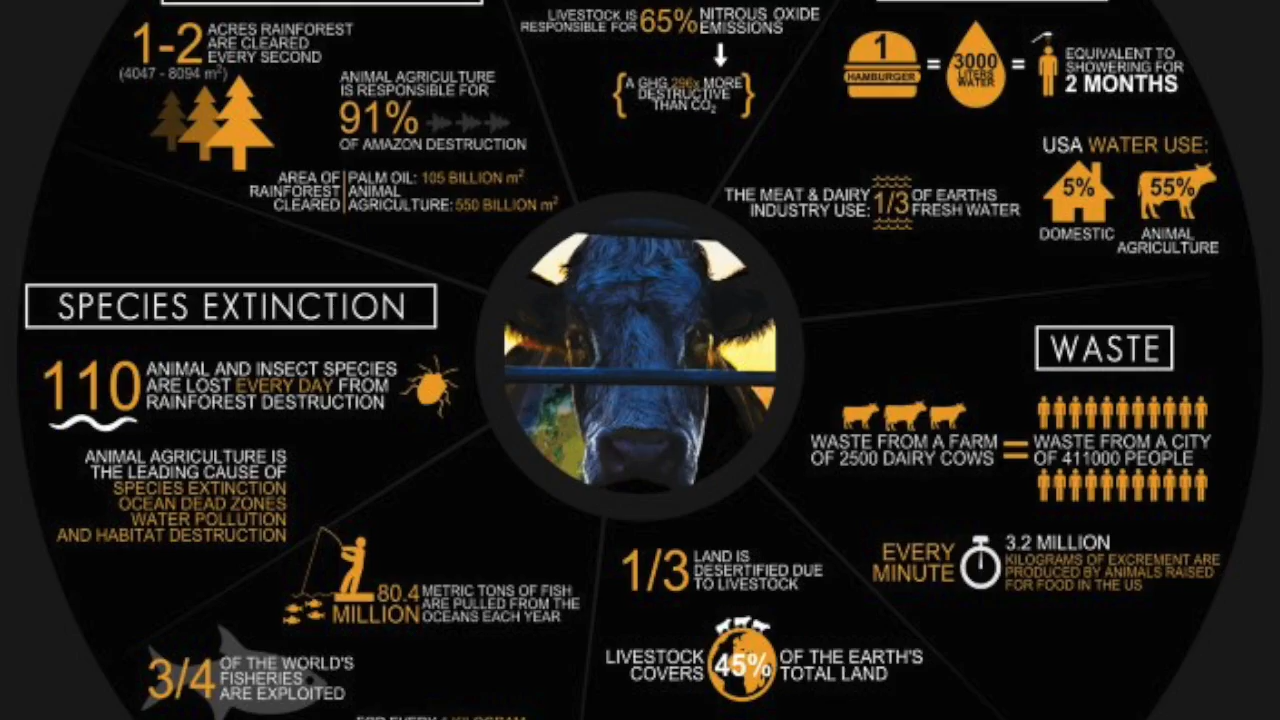 1-2 ACRES RAINFOREST
ARE CLEARED
EVERY SECOND
(4047 - 8094 m²)
ANIMAL AGRICULTURE
IS RESPONSIBLE FOR
91%
OF AMAZON DESTRUCTION
AREA OF
RAINFOREST
CLEARED
PALM OIL: 105 BILLION m²
ANIMAL
AGRICULTURE: 550 BILLION m²
LIVESTOCK IS
RESPONSIBLE FOR
65%
NITROUS OXIDE
EMISSIONS
A GHG 296x MORE
DESTRUCTIVE
THAN CO₂
1
HAMBURGER
=
3000
LITERS
WATER
=
EQUIVALENT TO
SHOWERING FOR
2 MONTHS
USA WATER USE:
5%
DOMESTIC
55%
ANIMAL
AGRICULTURE
THE MEAT & DAIRY
INDUSTRY USE:
1/3
OF EARTHS
FRESH WATER
SPECIES EXTINCTION
110
ANIMAL AND INSECT SPECIES
ARE LOST EVERY DAY FROM
RAINFOREST DESTRUCTION
ANIMAL AGRICULTURE IS
THE LEADING CAUSE OF
SPECIES EXTINCTION
OCEAN DEAD ZONES
WATER POLLUTION
AND HABITAT DESTRUCTION
WASTE
WASTE FROM A FARM
OF 2500 DAIRY COWS
=
WASTE FROM A CITY
OF 411000 PEOPLE
EVERY
MINUTE
3.2 MILLION
KILOGRAMS OF EXCREMENT ARE
PRODUCED BY ANIMALS RAISED
FOR FOOD IN THE US
80.4
MILLION
METRIC TONS OF FISH
ARE PULLED FROM THE
OCEANS EACH YEAR
3/4
OF THE WORLD'S
FISHERIES
ARE EXPLOITED
FOR EVERY 1 KILOGRAM
1/3
LAND IS
DESERTIFIED DUE
TO LIVESTOCK
LIVESTOCK
COVERS
45%
OF THE EARTH'S
TOTAL LAND